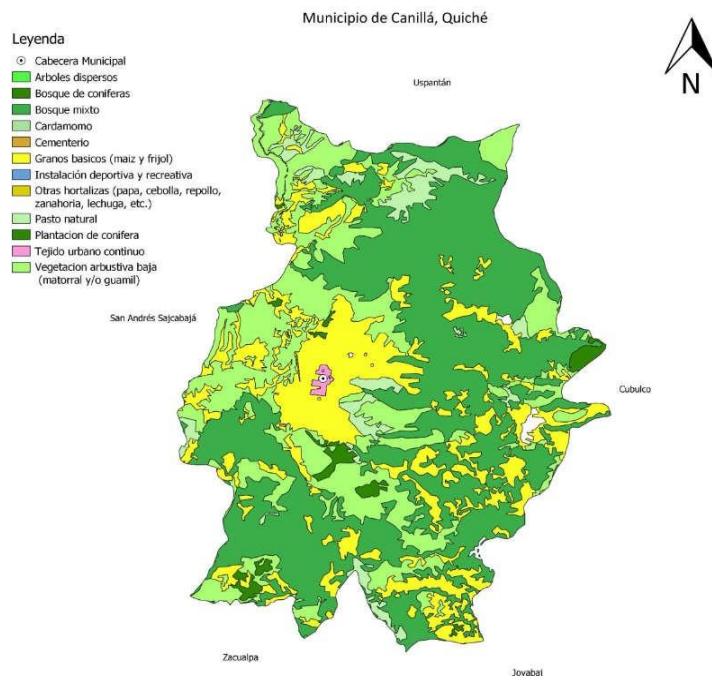 Municipio de Canillá, Quiché
Leyenda
Cabecera Municipal
Arboles dispersos
Bosque de coniferas
Bosque mixto
Cardamomo
Cementerio
Granos basicos (maiz y frijol)
Instalación deportiva y recreativa
Otras hortalizas (papa, cebolla, repollo,
zanahoria, lechuga, etc.)
Pasto natural
Plantacion de conifera
Tejido urbano continuo
Vegetacion arbustiva baja
(matorral y/o guamil)
N
Uspantán
San Andrés Sajcabajá
Cubulco
Zacualpa
Joyabaj